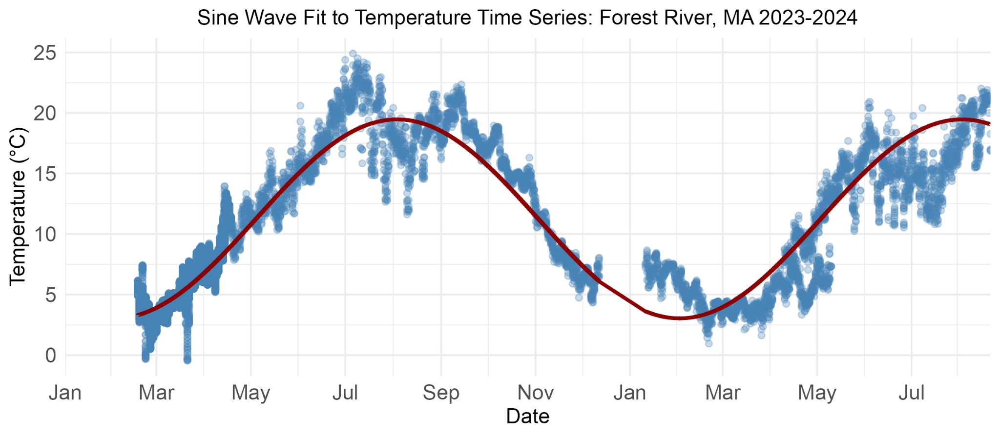 Sine Wave Fit to Temperature Time Series: Forest River, MA 2023-2024
25
20
15
10
5
0
Temperature (°C)
Jan Mar May Jul Sep Nov Jan Mar May Jul
Date